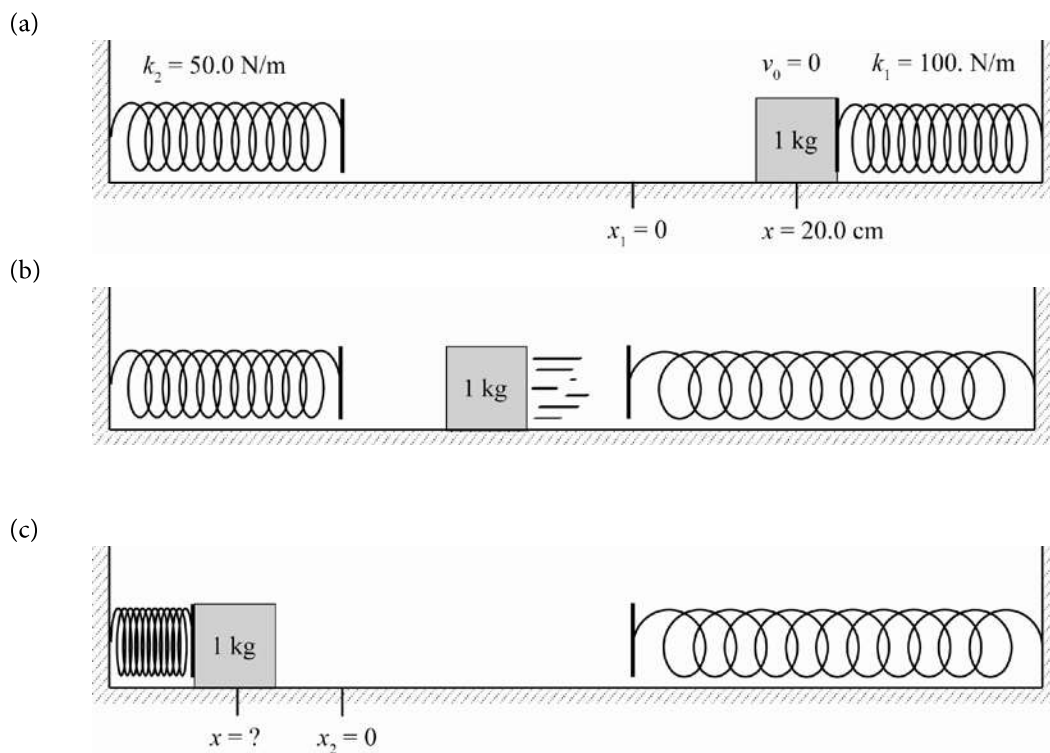 (a)
k₂ = 50.0 N/m v₀ = 0 k₁ = 100. N/m
1 kg
x₁ = 0 x = 20.0 cm
(b)
1 kg
(c)
1 kg
x = ? x₂ = 0